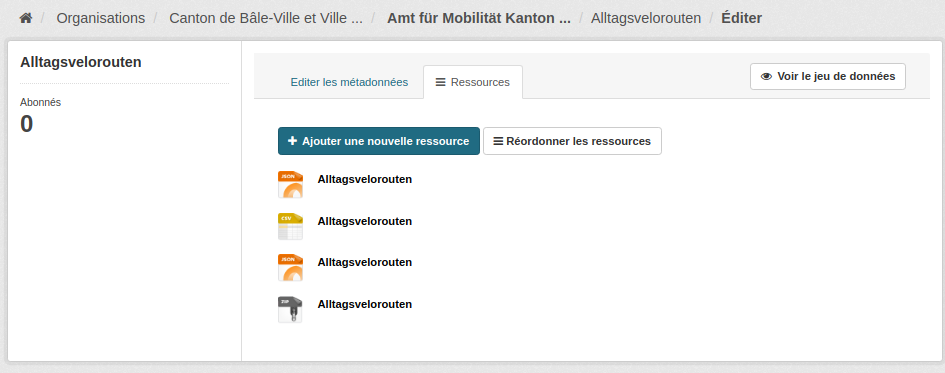 Organisations / Canton de Bâle-Ville et Ville ... / Amt für Mobilität Kanton ... / Alltagsvelorouten / Éditer
Alltagsvelorouten
Abonnés
0
Editer les métadonnées
Ressources
Voir le jeu de données
Ajouter une nouvelle ressource
Réordonner les ressources
JSON
Alltagsvelorouten
CSV
Alltagsvelorouten
JSON
Alltagsvelorouten
ZIP
Alltagsvelorouten